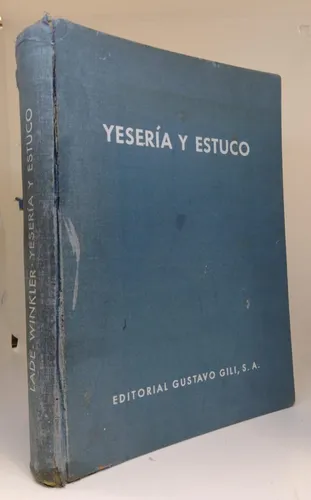 YESERÍA Y ESTUCO
EDITORIAL GUSTAVO GILI, S. A.
LADE - WINKLER - YESERÍA Y ESTUCO